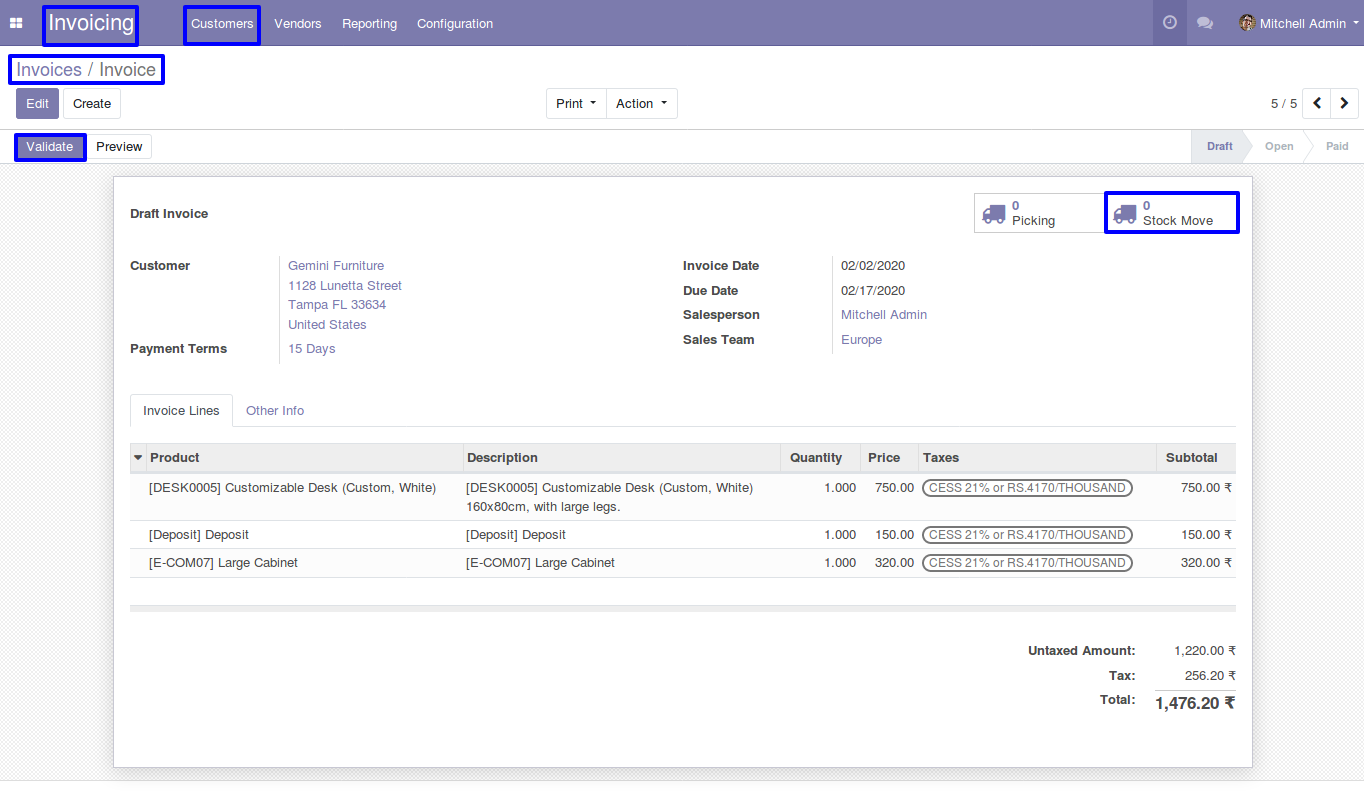 Invoicing Customers Vendors Reporting Configuration Mitchell Admin
Invoices / Invoice
Edit Create Print Action 5 / 5
Validate Preview Draft Open Paid
Draft Invoice
0 Picking
0 Stock Move
Customer Gemini Furniture
1128 Lunetta Street
Tampa FL 33634
United States
Payment Terms 15 Days
Invoice Date 02/02/2020
Due Date 02/17/2020
Salesperson Mitchell Admin
Sales Team Europe
Invoice Lines Other Info
Product Description Quantity Price Taxes Subtotal
[DESK0005] Customizable Desk (Custom, White) [DESK0005] Customizable Desk (Custom, White) 1.000 750.00 CESS 21% or RS.4170/THOUSAND 750.00 ₹
160x80cm, with large legs.
[Deposit] Deposit [Deposit] Deposit 1.000 150.00 CESS 21% or RS.4170/THOUSAND 150.00 ₹
[E-COM07] Large Cabinet [E-COM07] Large Cabinet 1.000 320.00 CESS 21% or RS.4170/THOUSAND 320.00 ₹
Untaxed Amount: 1,220.00 ₹
Tax: 256.20 ₹
Total: 1,476.20 ₹